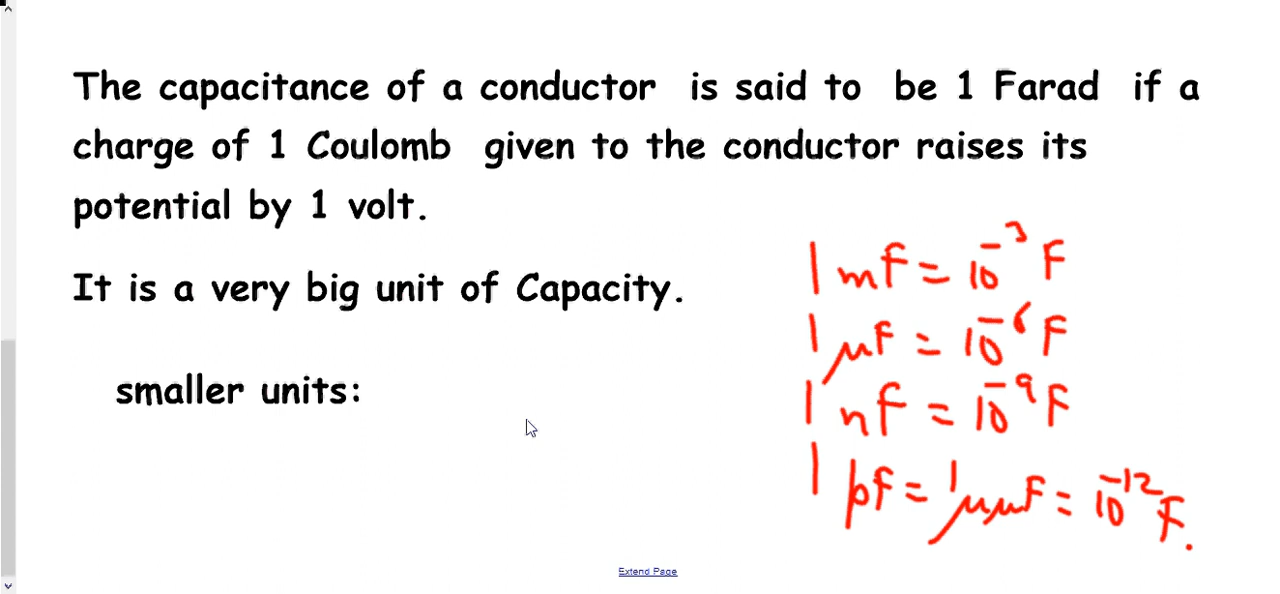 The capacitance of a conductor is said to be 1 Farad if a
charge of 1 Coulomb given to the conductor raises its
potential by 1 volt.
It is a very big unit of Capacity.
smaller units:
1 mF = 10⁻³ F
1 μF = 10⁻⁶ F
1 nF = 10⁻⁹ F
1 pF = 1 μμF = 10⁻¹² F.
Extend Page